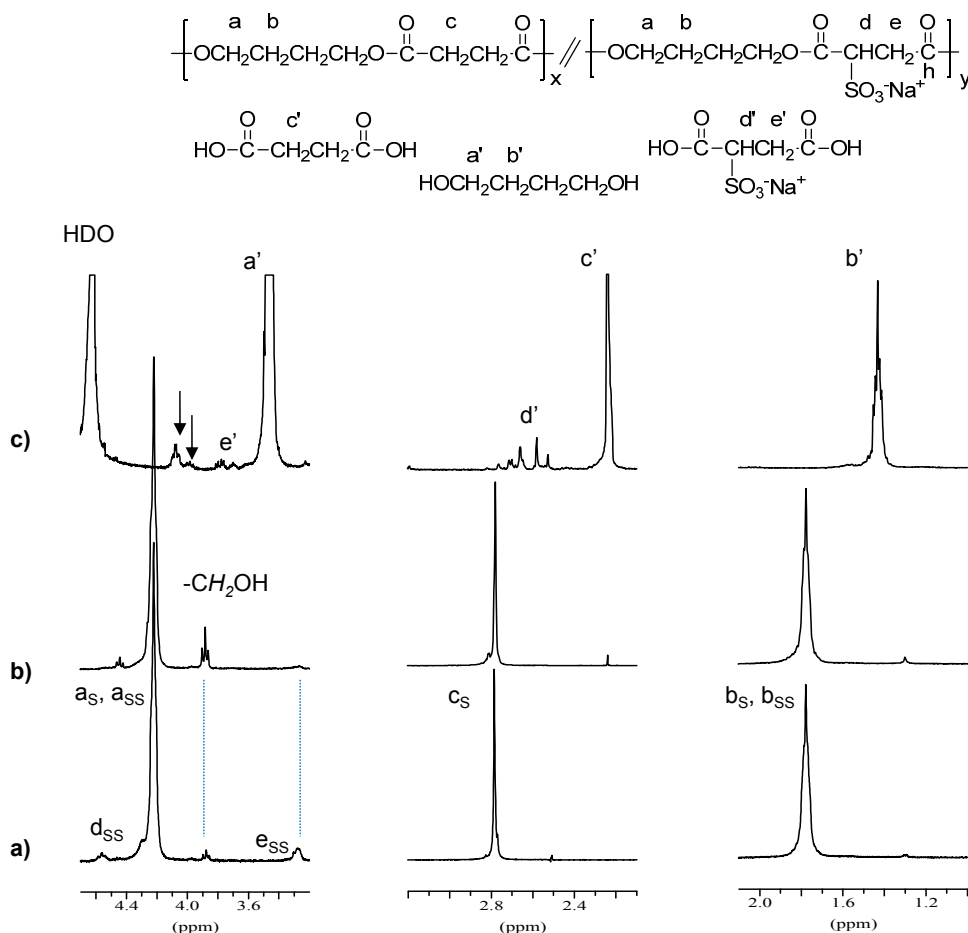 a b c O O
[OCH₂CH₂CH₂CH₂O-C-CH₂CH₂-C]x // [OCH₂CH₂CH₂CH₂O-C-CHCH₂-C]y
a b O d e O
h
SO₃⁻Na⁺
O c' O
HO-C-CH₂CH₂-C-OH
a' b'
HOCH₂CH₂CH₂CH₂OH
O d' e' O
HO-C-CHCH₂-C-OH
SO₃⁻Na⁺
HDO
a’
c’
b’
c)
e’
d’
-CH₂OH
b)
aS, aSS
cS
bS, bSS
a)
dSS
eSS
4.4 4.0 3.6
(ppm)
2.8 2.4
(ppm)
2.0 1.6 1.2
(ppm)